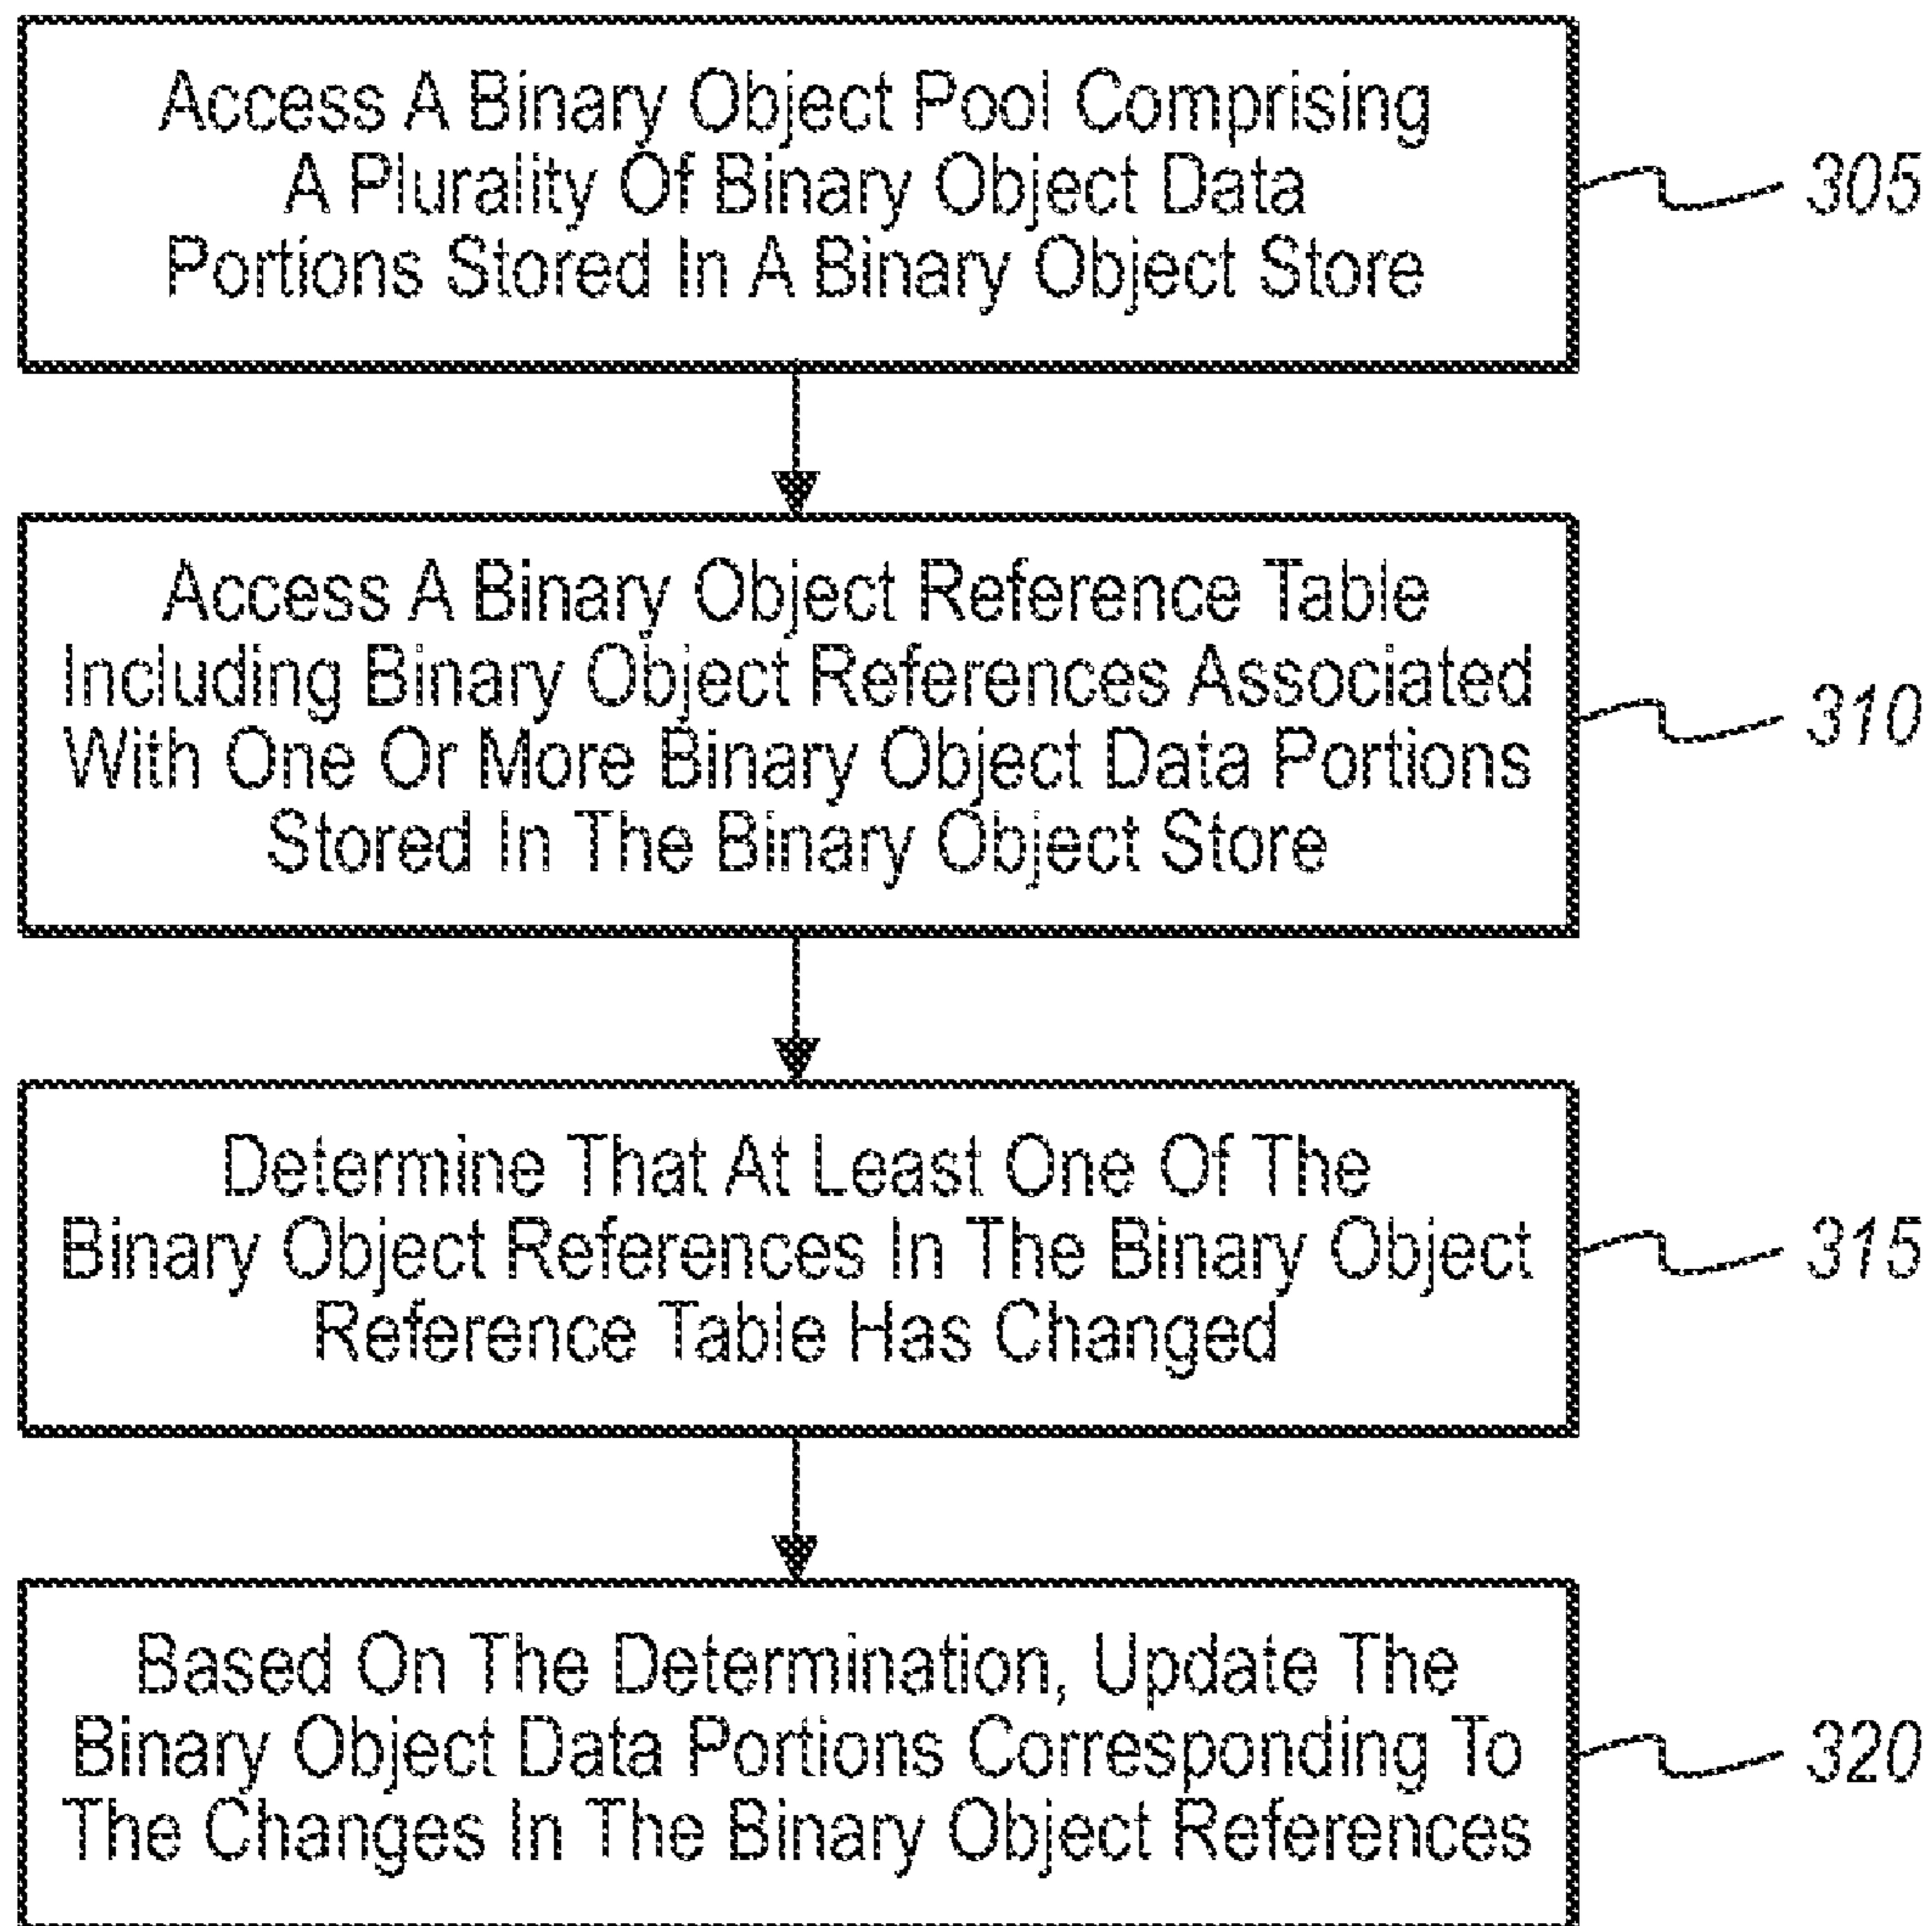 Access A Binary Object Pool Comprising
A Plurality Of Binary Object Data
Portions Stored In A Binary Object Store
305
Access A Binary Object Reference Table
Including Binary Object References Associated
With One Or More Binary Object Data Portions
Stored In The Binary Object Store
310
Determine That At Least One Of The
Binary Object References In The Binary Object
Reference Table Has Changed
315
Based On The Determination, Update The
Binary Object Data Portions Corresponding To
The Changes In The Binary Object References
320